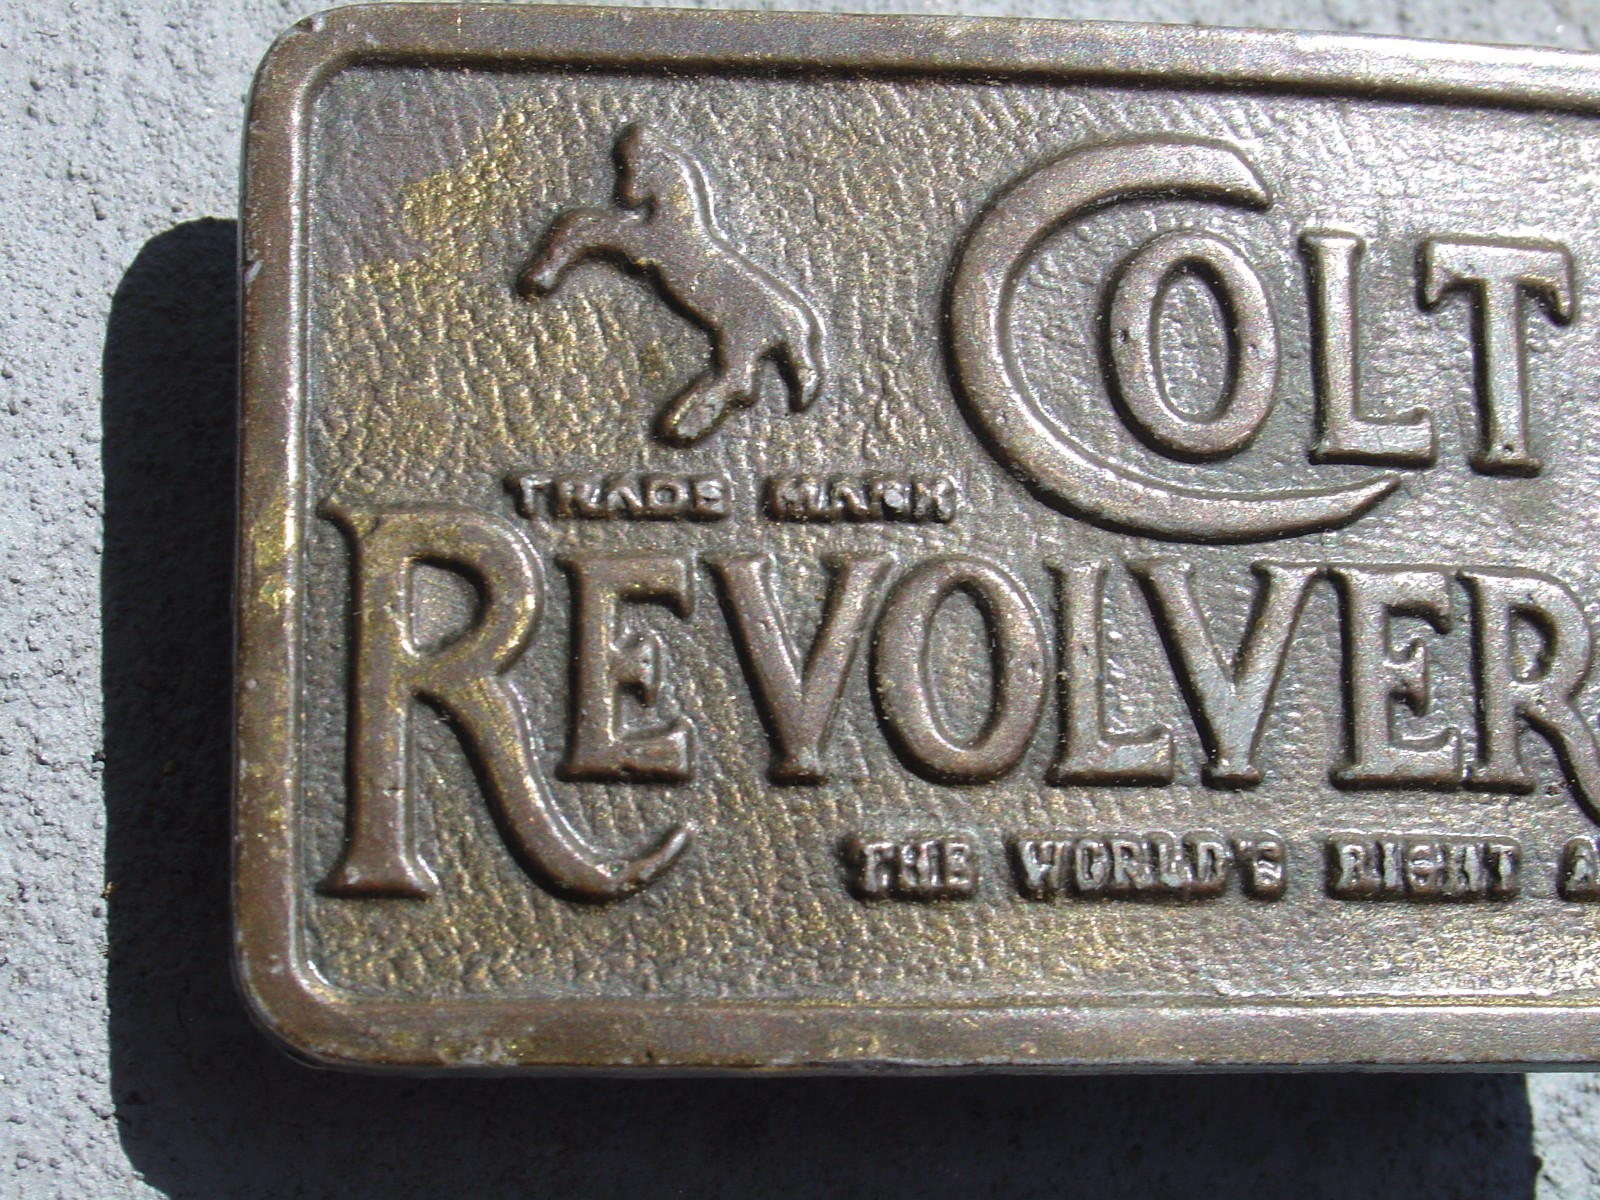 COLT
TRADE MARK
REVOLVER
THE WORLD'S RIGHT A